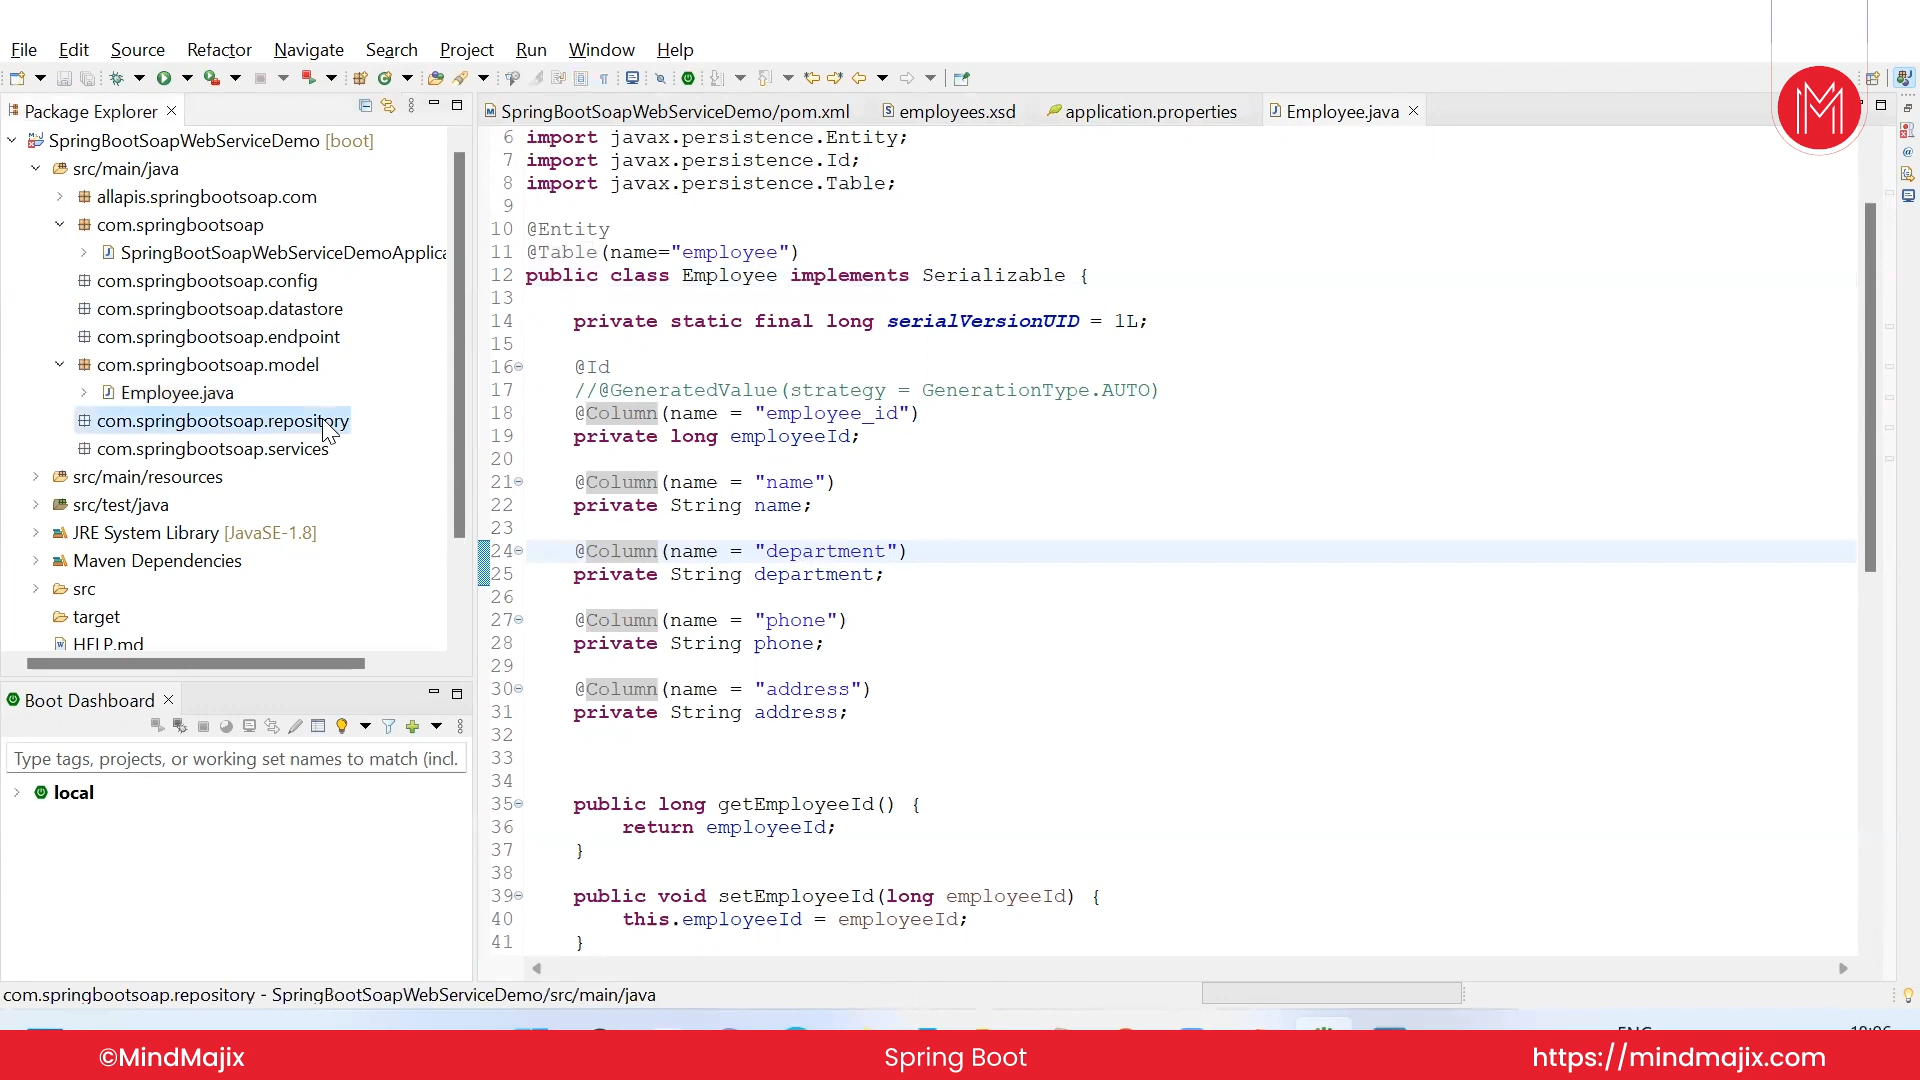 File Edit Source Refactor Navigate Search Project Run Window Help
Package Explorer
SpringBootSoapWebServiceDemo/pom.xml employees.xsd application.properties Employee.java
SpringBootSoapWebServiceDemo [boot]
src/main/java
allapis.springbootsoap.com
com.springbootsoap
SpringBootSoapWebServiceDemoApplica
com.springbootsoap.config
com.springbootsoap.datastore
com.springbootsoap.endpoint
com.springbootsoap.model
Employee.java
com.springbootsoap.repository
com.springbootsoap.services
src/main/resources
src/test/java
JRE System Library [JavaSE-1.8]
Maven Dependencies
src
target
HELP.md
Boot Dashboard
Type tags, projects, or working set names to match (incl.
local
6 import javax.persistence.Entity;
7 import javax.persistence.Id;
8 import javax.persistence.Table;
9
10 @Entity
11 @Table(name="employee")
12 public class Employee implements Serializable {
13
14 private static final long serialVersionUID = 1L;
15
16 @Id
17 //@GeneratedValue(strategy = GenerationType.AUTO)
18 @Column(name = "employee_id")
19 private long employeeId;
20
21 @Column(name = "name")
22 private String name;
23
24 @Column(name = "department")
25 private String department;
26
27 @Column(name = "phone")
28 private String phone;
29
30 @Column(name = "address")
31 private String address;
32
33
34
35 public long getEmployeeId() {
36 return employeeId;
37 }
38
39 public void setEmployeeId(long employeeId) {
40 this.employeeId = employeeId;
41 }
com.springbootsoap.repository - SpringBootSoapWebServiceDemo/src/main/java
©MindMajix
Spring Boot
https://mindmajix.com